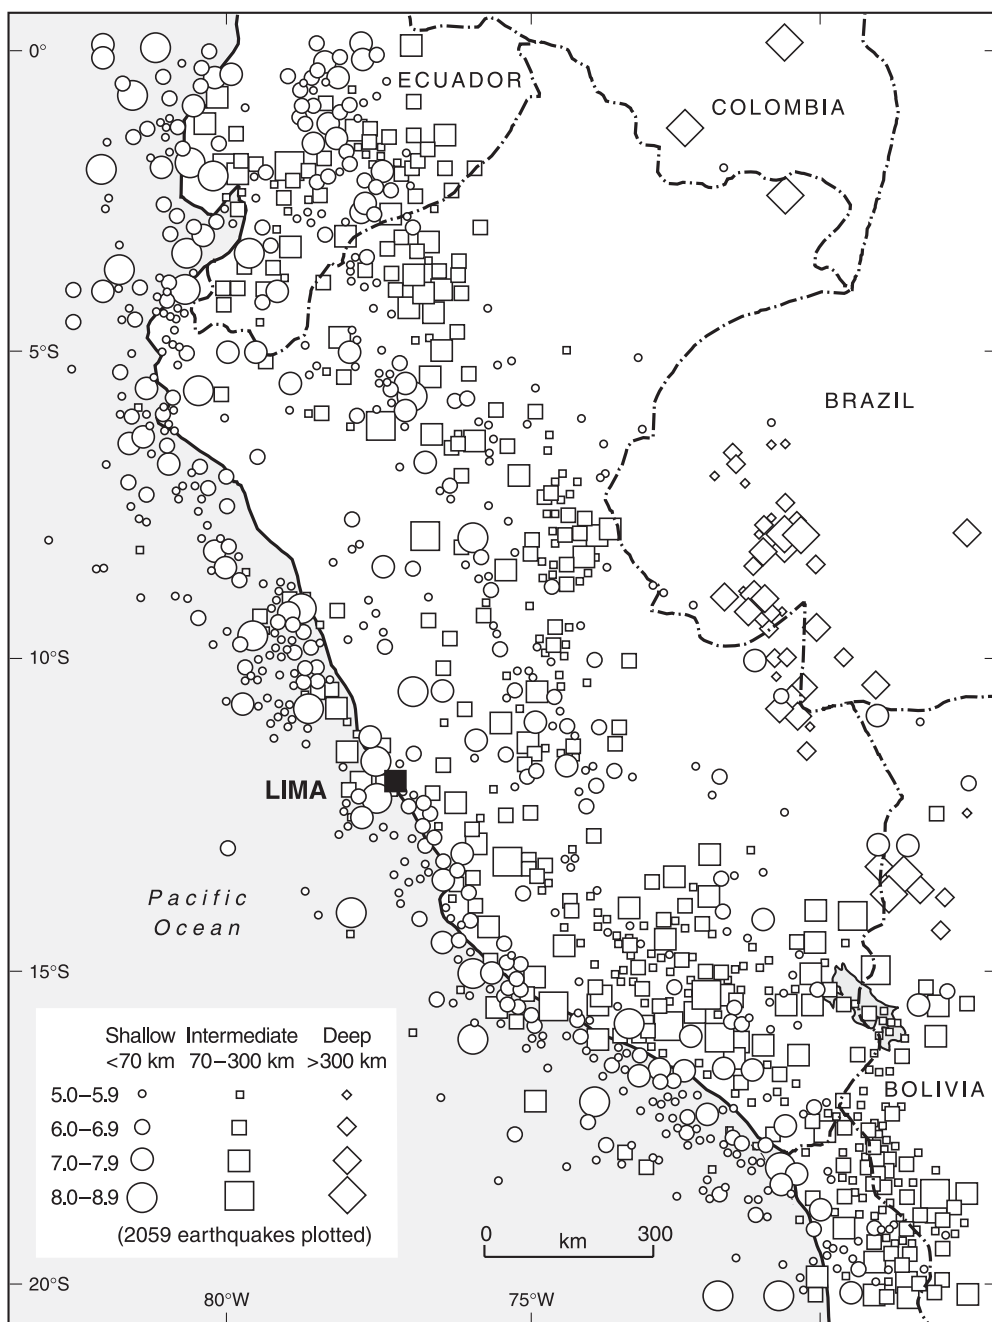 0°
ECUADOR
COLOMBIA
5°S
BRAZIL
10°S
LIMA
Pacific
Ocean
15°S
Shallow Intermediate Deep
<70 km 70–300 km >300 km
5.0–5.9
6.0–6.9
7.0–7.9
8.0–8.9
(2059 earthquakes plotted)
BOLIVIA
0 300
km
20°S
80°W 75°W